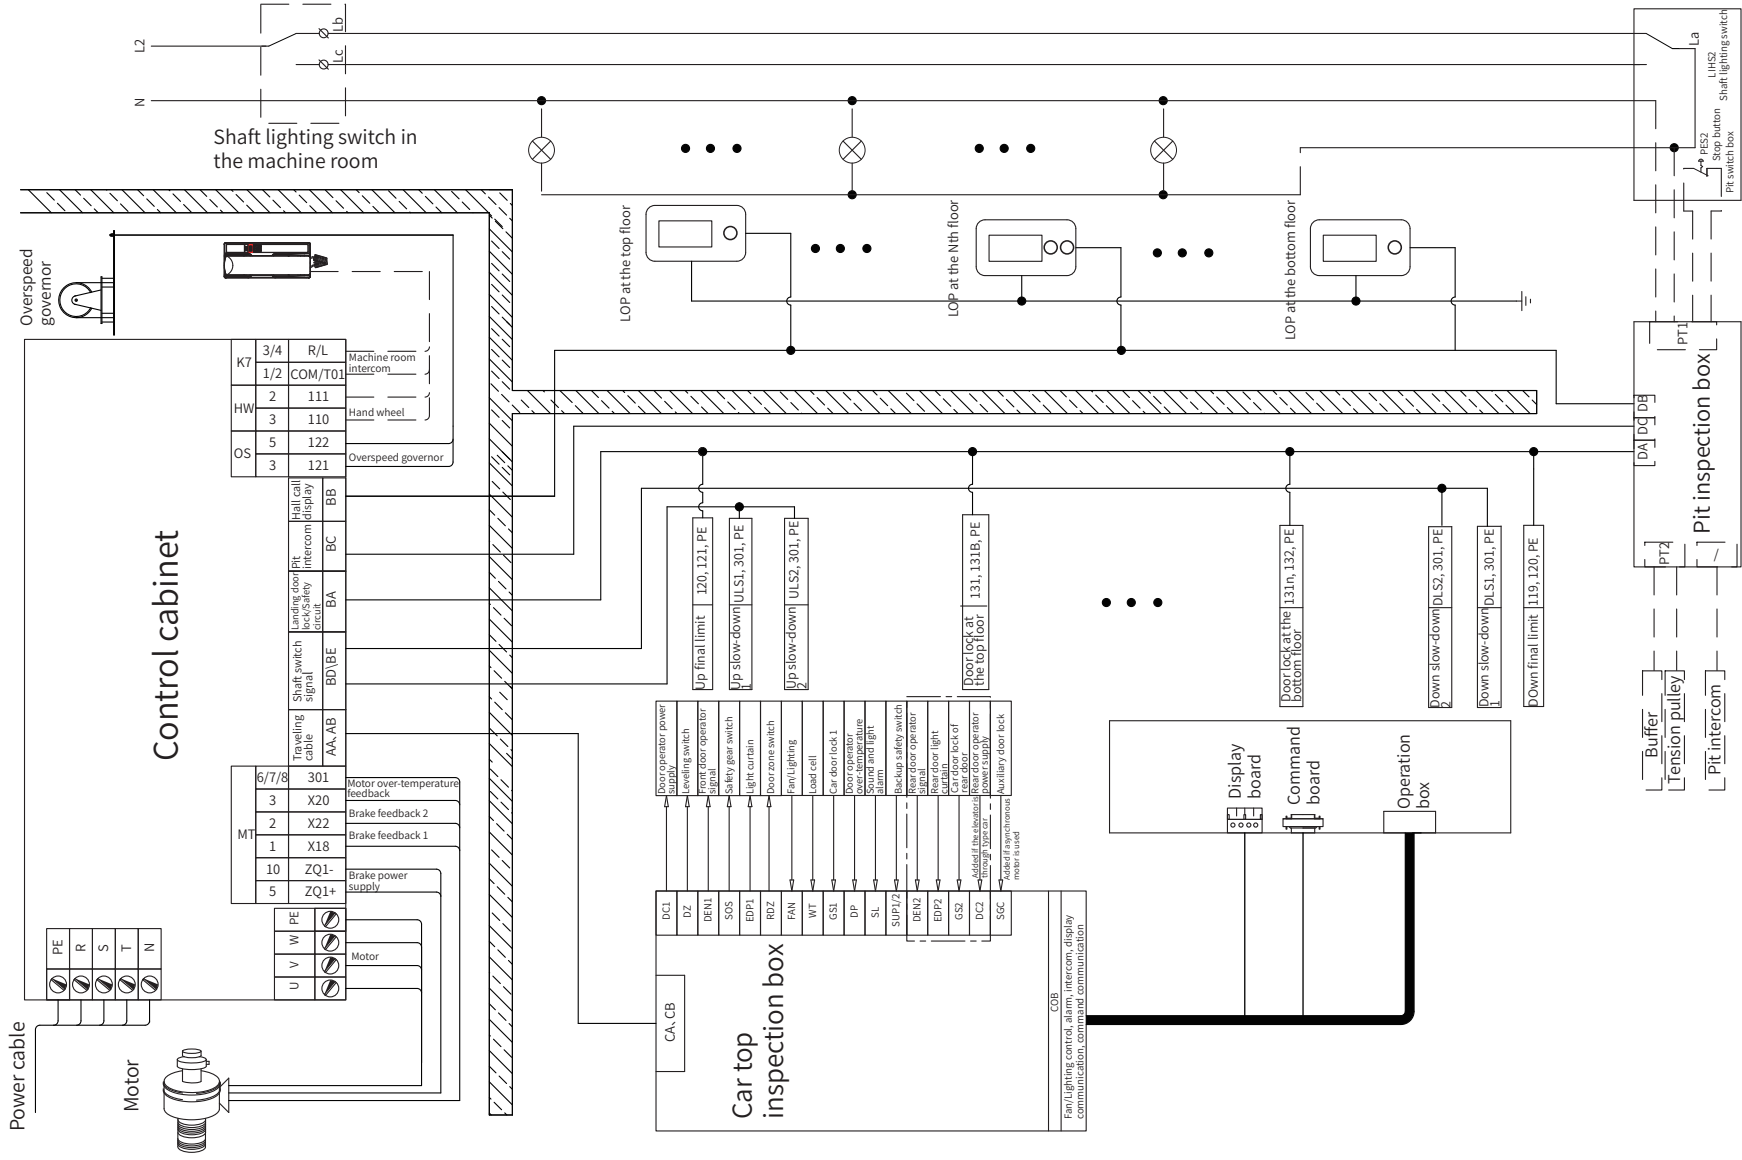 L2
Lb
Lc
N
Shaft lighting switch in
the machine room
La
LIHS2
Shaft lighting switch
PES2
Stop button
Pit switch box
Overspeed
governor
LOP at the top floor
LOP at the Nth floor
LOP at the bottom floor
Control cabinet
K7
3/4
R/L
1/2
COM/T01
Machine room
intercom
HW
2
111
3
110
Hand wheel
OS
5
122
3
121
Overspeed governor
Hall call
display
BB
Pit
intercom
BC
Landing door
lock/Safety
circuit
BA
Shaft switch
signal
BD\BE
Traveling
cable
AA、AB
MT
6/7/8
301
Motor over-temperature
feedback
3
X20
2
X22
Brake feedback 2
1
X18
Brake feedback 1
10
ZQ1-
5
ZQ1+
Brake power
supply
PE
W
V
U
Motor
PE
R
S
T
N
Power cable
Motor
Up final limit
120, 121, PE
Up slow-down
1
ULS1, 301, PE
Up slow-down
2
ULS2, 301, PE
Door lock at
the top floor
131, 131B, PE
Door lock at the
bottom floor
131n, 132, PE
Down slow-down
2
DLS2, 301, PE
Down slow-down
1
DLS1, 301, PE
DOwn final limit
119, 120, PE
PT1
Pit inspection box
DB
DC
DA
PT2
/
Buffer
Tension pulley
Pit intercom
Door operator power
supply
Leveling switch
Front door operator
signal
Safety gear switch
Light curtain
Door zone switch
Fan/Lighting
Load cell
Car door lock 1
Door operator
over-temperature
Sound and light
alarm
Backup safety switch
Rear door operator
signal
Rear door light
curtain
Car door lock of
rear door
Rear door operator
power supply
Auxiliary door lock
Added if the elevator is
through type car
Added if asynchronous
motor is used
DC1
DZ
DEN1
SOS
EDP1
RDZ
FAN
WT
GS1
DP
SL
SUP1/2
DEN2
EDP2
GS2
DC2
SGC
CA、CB
Car top
inspection box
COB
Fan/Lighting control, alarm, intercom, display
communication, command communication
Display
board
Command
board
Operation
box